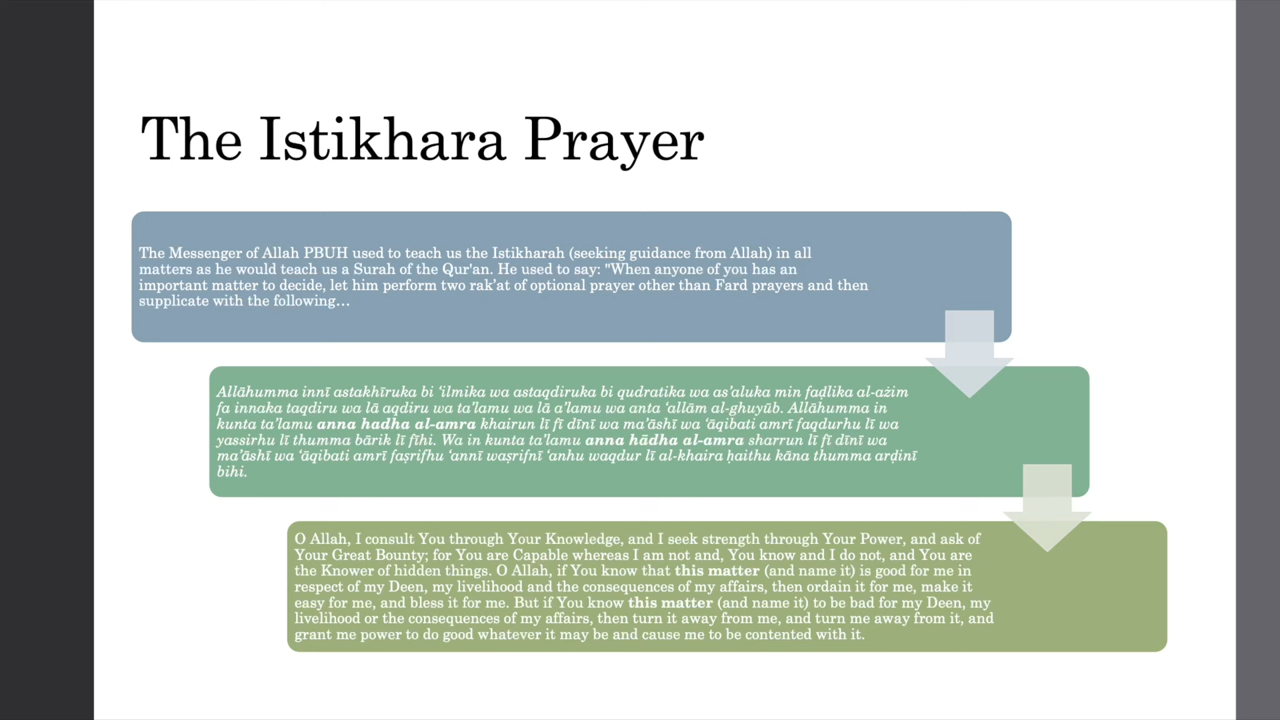 The Istikhara Prayer
The Messenger of Allah PBUH used to teach us the Istikharah (seeking guidance from Allah) in all
matters as he would teach us a Surah of the Qur'an. He used to say: "When anyone of you has an
important matter to decide, let him perform two rak’at of optional prayer other than Fard prayers and then
supplicate with the following…
Allāhumma innī astakhīruka bi ‘ilmika wa astaqdiruka bi qudratika wa as’aluka min faḍlika al-ażim
fa innaka taqdiru wa lā aqdiru wa ta’lamu wa lā a’lamu wa anta ‘allām al-ghuyūb. Allāhumma in
kunta ta’lamu anna hadha al-amra khairun lī fī dīnī wa ma’āshī wa ‘āqibati amrī faqdurhu lī wa
yassirhu lī thumma bārik lī fīhi. Wa in kunta ta’lamu anna hādha al-amra sharrun lī fī dīnī wa
ma’āshī wa ‘āqibati amrī faṣrifhu ‘annī waṣrifnī ‘anhu waqdur lī al-khaira ḥaithu kāna thumma arḍinī
bihi.
O Allah, I consult You through Your Knowledge, and I seek strength through Your Power, and ask of
Your Great Bounty; for You are Capable whereas I am not and, You know and I do not, and You are
the Knower of hidden things. O Allah, if You know that this matter (and name it) is good for me in
respect of my Deen, my livelihood and the consequences of my affairs, then ordain it for me, make it
easy for me, and bless it for me. But if You know this matter (and name it) to be bad for my Deen, my
livelihood or the consequences of my affairs, then turn it away from me, and turn me away from it, and
grant me power to do good whatever it may be and cause me to be contented with it.